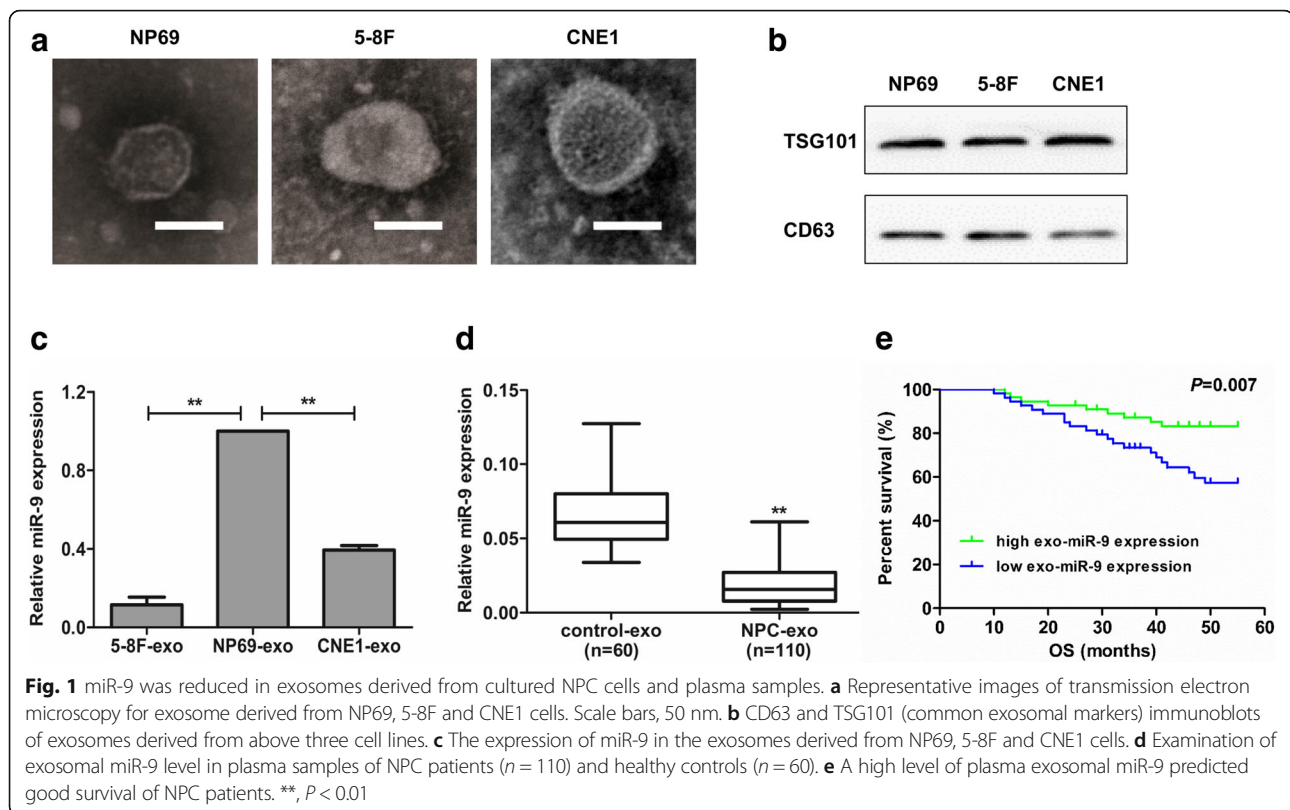 a
NP69 5-8F CNE1
b
NP69 5-8F CNE1
TSG101
CD63
c
Relative miR-9 expression
1.2
0.8
0.4
0.0
** **
5-8F-exo NP69-exo CNE1-exo
d
Relative miR-9 expression
0.15
0.10
0.05
0.00
**
control-exo NPC-exo
(n=60) (n=110)
e
P=0.007
Percent survival (%)
100
80
60
40
20
0
high exo-miR-9 expression
low exo-miR-9 expression
0 10 20 30 40 50 60
OS (months)
Fig. 1 miR-9 was reduced in exosomes derived from cultured NPC cells and plasma samples. a Representative images of transmission electron
microscopy for exosome derived from NP69, 5-8F and CNE1 cells. Scale bars, 50 nm. b CD63 and TSG101 (common exosomal markers) immunoblots
of exosomes derived from above three cell lines. c The expression of miR-9 in the exosomes derived from NP69, 5-8F and CNE1 cells. d Examination of
exosomal miR-9 level in plasma samples of NPC patients (n = 110) and healthy controls (n = 60). e A high level of plasma exosomal miR-9 predicted
good survival of NPC patients. **, P < 0.01